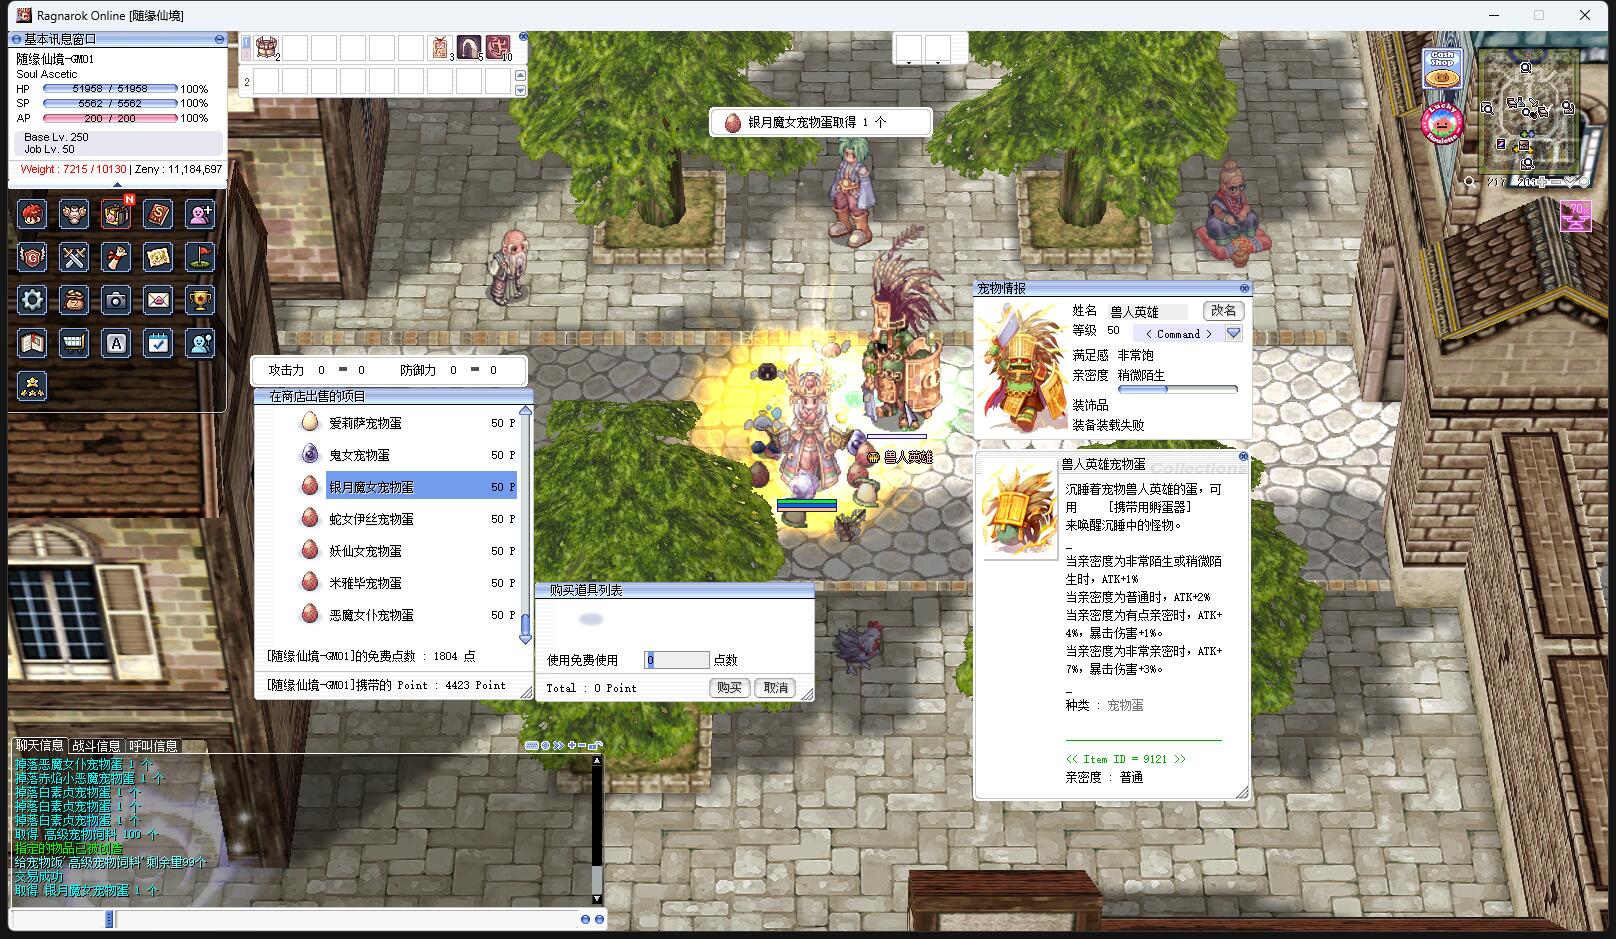 Ragnarok Online [随缘仙境]
基本讯息窗口
随缘仙境-GM01
Soul Ascetic
HP 51958 / 51958 100%
SP 5562 / 5562 100%
AP 200 / 200 100%
Base Lv. 250
Job Lv. 50
Weight : 7215 / 10130 | Zeny : 11,184,697
N
1
2
3
5
10
2
银月魔女宠物蛋取得 1 个
Cash Shop
Lucky Roulette
70%
攻击力 0 = 0 防御力 0 = 0
在商店出售的项目
爱莉萨宠物蛋 50 P
鬼女宠物蛋 50 P
银月魔女宠物蛋 50 P
蛇女伊丝宠物蛋 50 P
妖仙女宠物蛋 50 P
米雅毕宠物蛋 50 P
恶魔女仆宠物蛋 50 P
[随缘仙境-GM01]的免费点数 : 1804 点
[随缘仙境-GM01]携带的 Point : 4423 Point
购买道具列表
使用免费使用 0 点数
Total : 0 Point 购买 取消
兽人英雄
宠物情报
姓名 兽人英雄 改名
等级 50 < Command >
满足感 非常饱
亲密度 稍微陌生
装饰品
装备装载失败
兽人英雄宠物蛋
Collections
沉睡着宠物兽人英雄的蛋，可
用 [携带用孵蛋器]
来唤醒沉睡中的怪物。
_
当亲密度为非常陌生或稍微陌
生时，ATK+1%
当亲密度为普通时，ATK+2%
当亲密度为有点亲密时，ATK+
4%，暴击伤害+1%。
当亲密度为非常亲密时，ATK+
7%，暴击伤害+3%。
_
种类 : 宠物蛋
<< Item ID = 9121 >>
亲密度 : 普通
聊天信息 战斗信息 呼叫信息
掉落恶魔女仆宠物蛋 1 个
掉落赤焰小恶魔宠物蛋 1 个
掉落白素贞宠物蛋 1 个
掉落白素贞宠物蛋 1 个
掉落白素贞宠物蛋 1 个
取得 高级宠物饲料 100 个
指定的物品已被创造
给宠物饭 高级宠物饲料 剩余量99个
交易成功
取得 银月魔女宠物蛋 1 个